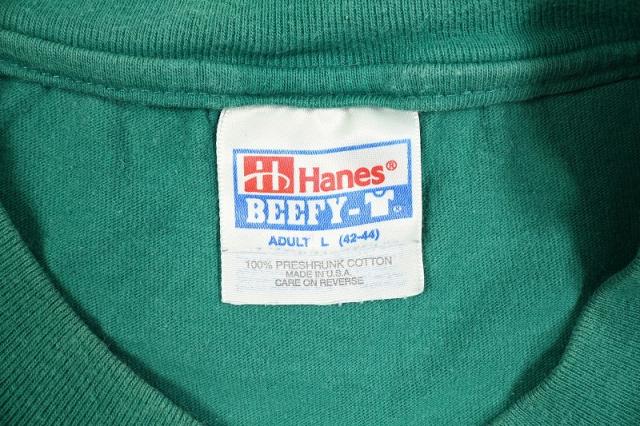 Hanes®
BEEFY-T
ADULT L (42-44)
100% PRESHRUNK COTTON
MADE IN U.S.A.
CARE ON REVERSE